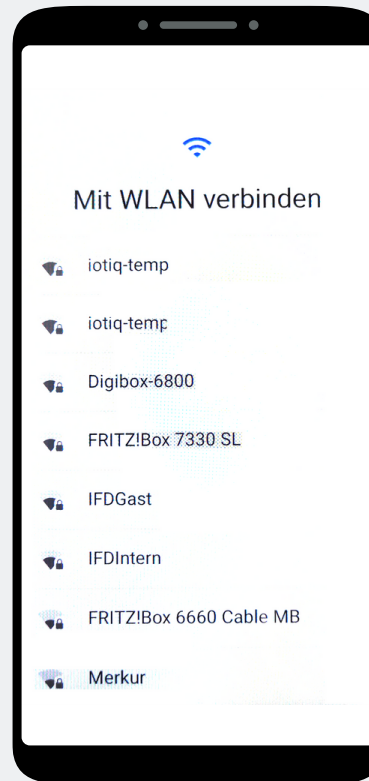 Mit WLAN verbinden
iotiq-temp
iotiq-temp
Digibox-6800
FRITZ!Box 7330 SL
IFDGast
IFDIntern
FRITZ!Box 6660 Cable MB
Merkur